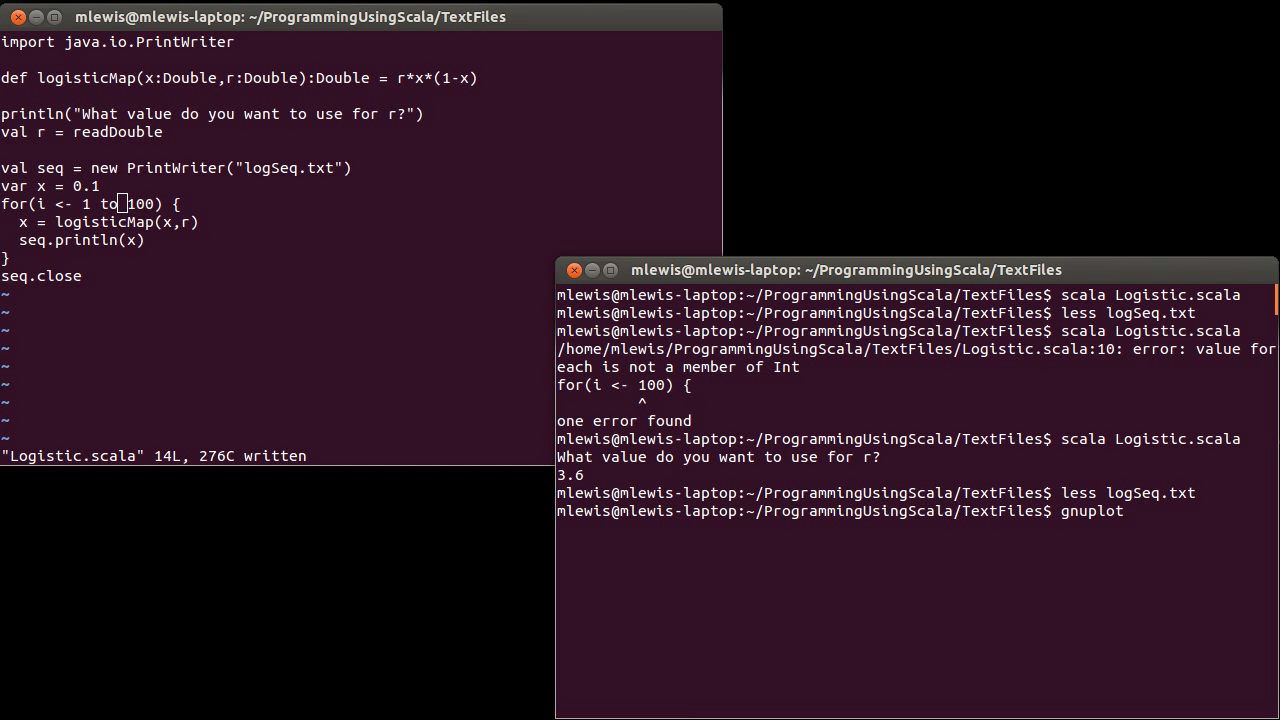 mlewis@mlewis-laptop: ~/ProgrammingUsingScala/TextFiles
import java.io.PrintWriter
def logisticMap(x:Double,r:Double):Double = r*x*(1-x)
println("What value do you want to use for r?")
val r = readDouble
val seq = new PrintWriter("logSeq.txt")
var x = 0.1
for(i <- 1 to 100) {
  x = logisticMap(x,r)
  seq.println(x)
}
seq.close
~
~
~
~
~
~
~
~
~
"Logistic.scala" 14L, 276C written
mlewis@mlewis-laptop: ~/ProgrammingUsingScala/TextFiles
mlewis@mlewis-laptop:~/ProgrammingUsingScala/TextFiles$ scala Logistic.scala
mlewis@mlewis-laptop:~/ProgrammingUsingScala/TextFiles$ less logSeq.txt
mlewis@mlewis-laptop:~/ProgrammingUsingScala/TextFiles$ scala Logistic.scala
/home/mlewis/ProgrammingUsingScala/TextFiles/Logistic.scala:10: error: value for
each is not a member of Int
for(i <- 100) {
         ^
one error found
mlewis@mlewis-laptop:~/ProgrammingUsingScala/TextFiles$ scala Logistic.scala
What value do you want to use for r?
3.6
mlewis@mlewis-laptop:~/ProgrammingUsingScala/TextFiles$ less logSeq.txt
mlewis@mlewis-laptop:~/ProgrammingUsingScala/TextFiles$ gnuplot